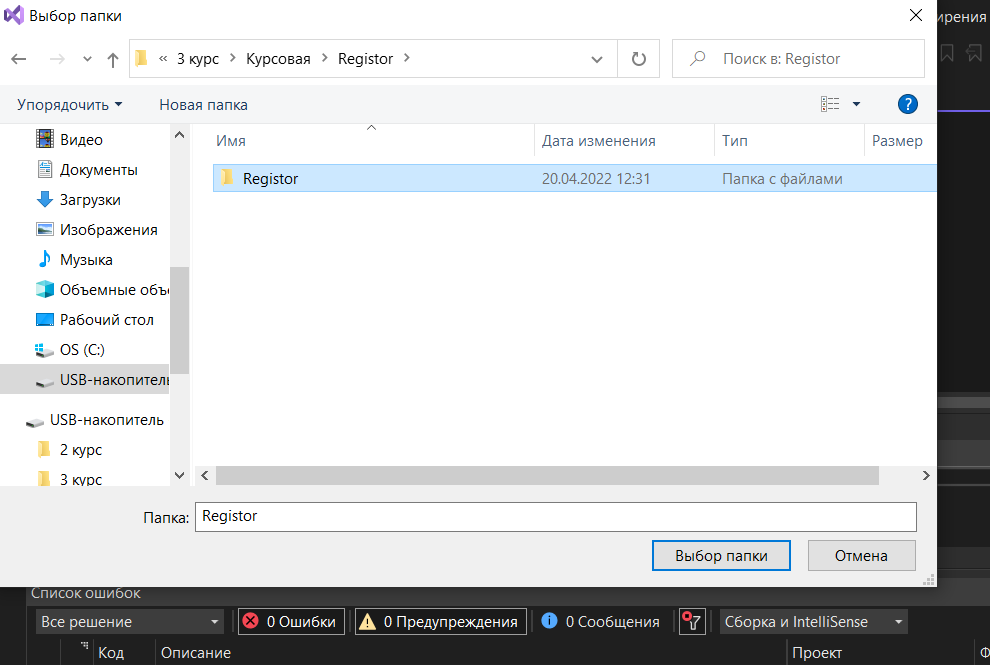 Выбор папки
ирения
« 3 курс Курсовая Registor
Поиск в: Registor
Упорядочить Новая папка
?
Имя Дата изменения Тип Размер
Видео
Registor 20.04.2022 12:31 Папка с файлами
Документы
Загрузки
Изображения
Музыка
Объемные объ
Рабочий стол
OS (C:)
USB-накопитель
USB-накопитель
2 курс
3 курс
Папка: Registor
Выбор папки Отмена
Список ошибок
Все решение 0 Ошибки 0 Предупреждения 0 Сообщения Сборка и IntelliSense
Код Описание Проект Ф